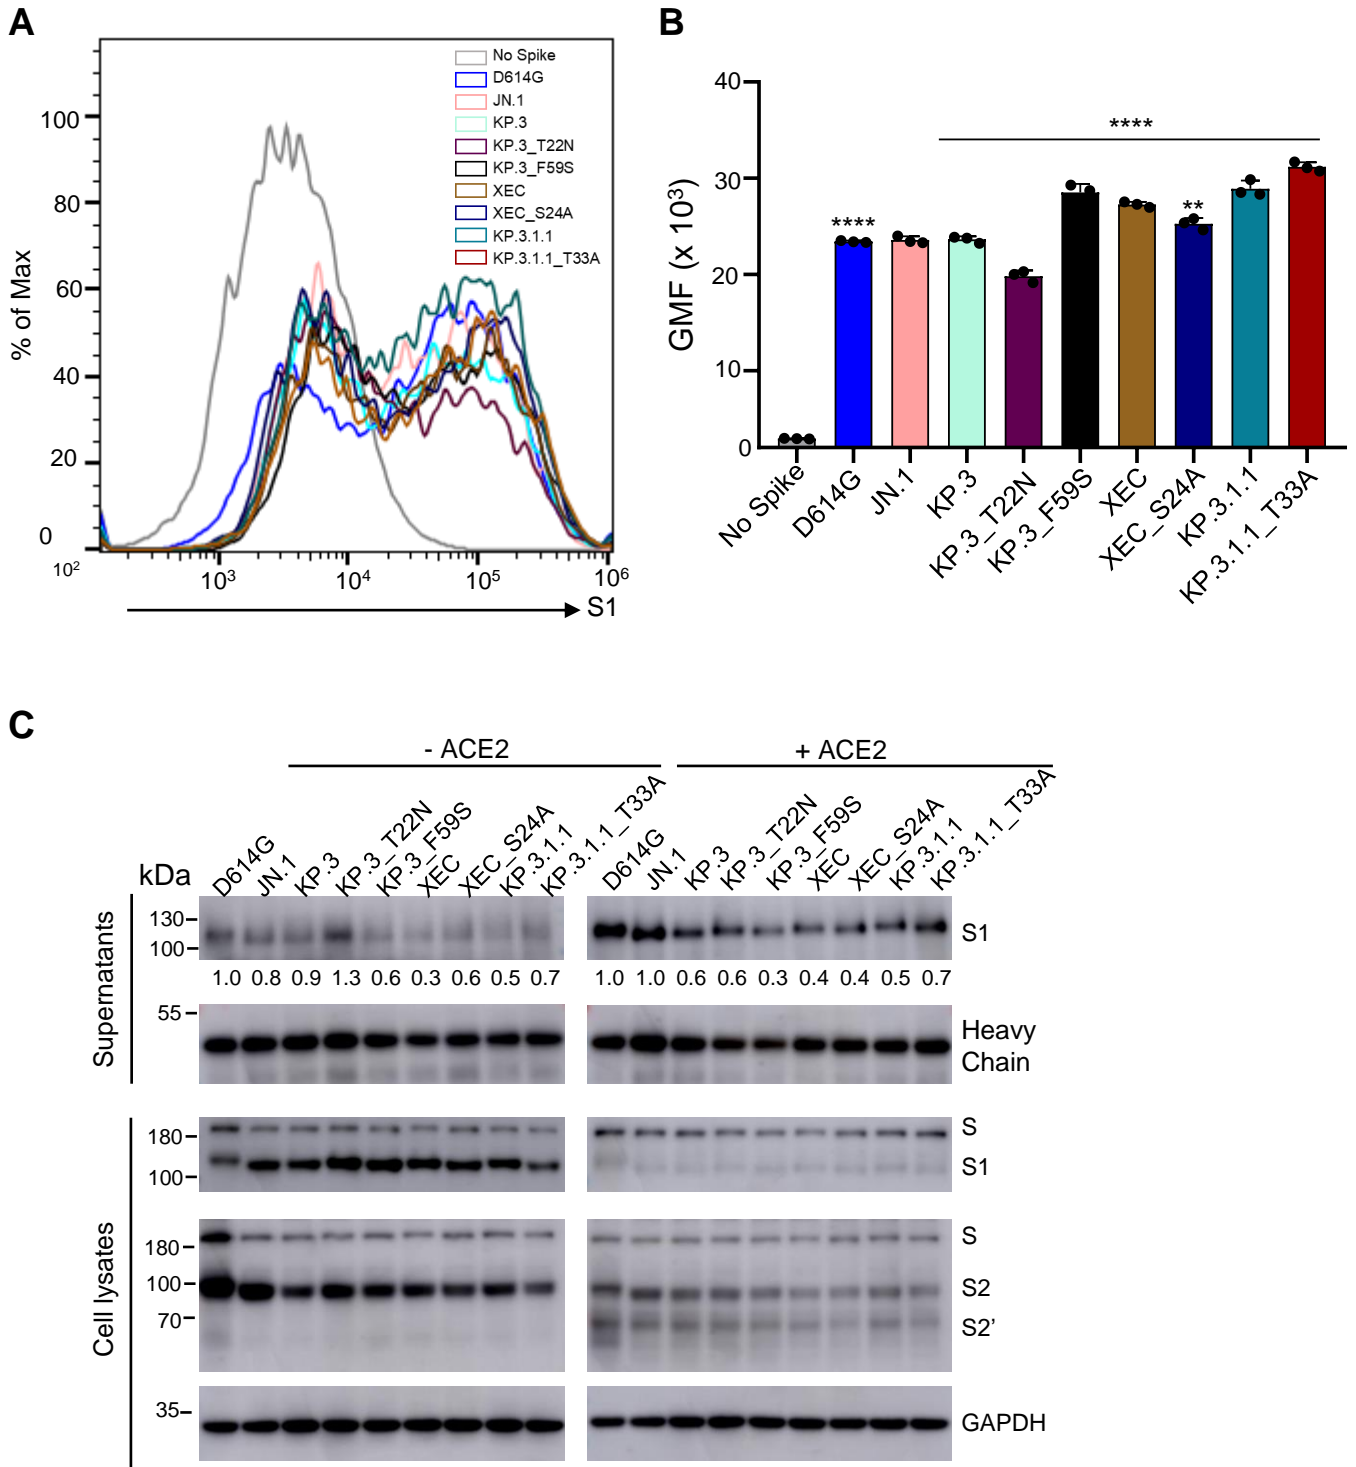 A
No Spike
D614G
JN.1
KP.3
KP.3_T22N
KP.3_F59S
XEC
XEC_S24A
KP.3.1.1
KP.3.1.1_T33A
% of Max
100
80
60
40
20
0
10²
10³
10⁴
10⁵
10⁶
S1
B
GMF (x 10³)
40
30
20
10
0
****
****
**
No Spike
D614G
JN.1
KP.3
KP.3_T22N
KP.3_F59S
XEC
XEC_S24A
KP.3.1.1
KP.3.1.1_T33A
C
- ACE2
+ ACE2
kDa
D614G JN.1 KP.3 KP.3_T22N KP.3_F59S XEC XEC_S24A KP.3.1.1 KP.3.1.1_T33A
D614G JN.1 KP.3 KP.3_T22N KP.3_F59S XEC XEC_S24A KP.3.1.1 KP.3.1.1_T33A
Supernatants
130
100
S1
1.0 0.8 0.9 1.3 0.6 0.3 0.6 0.5 0.7
1.0 1.0 0.6 0.6 0.3 0.4 0.4 0.5 0.7
55
Heavy
Chain
Cell lysates
180
100
S
S1
180
100
70
S
S2
S2’
35
GAPDH